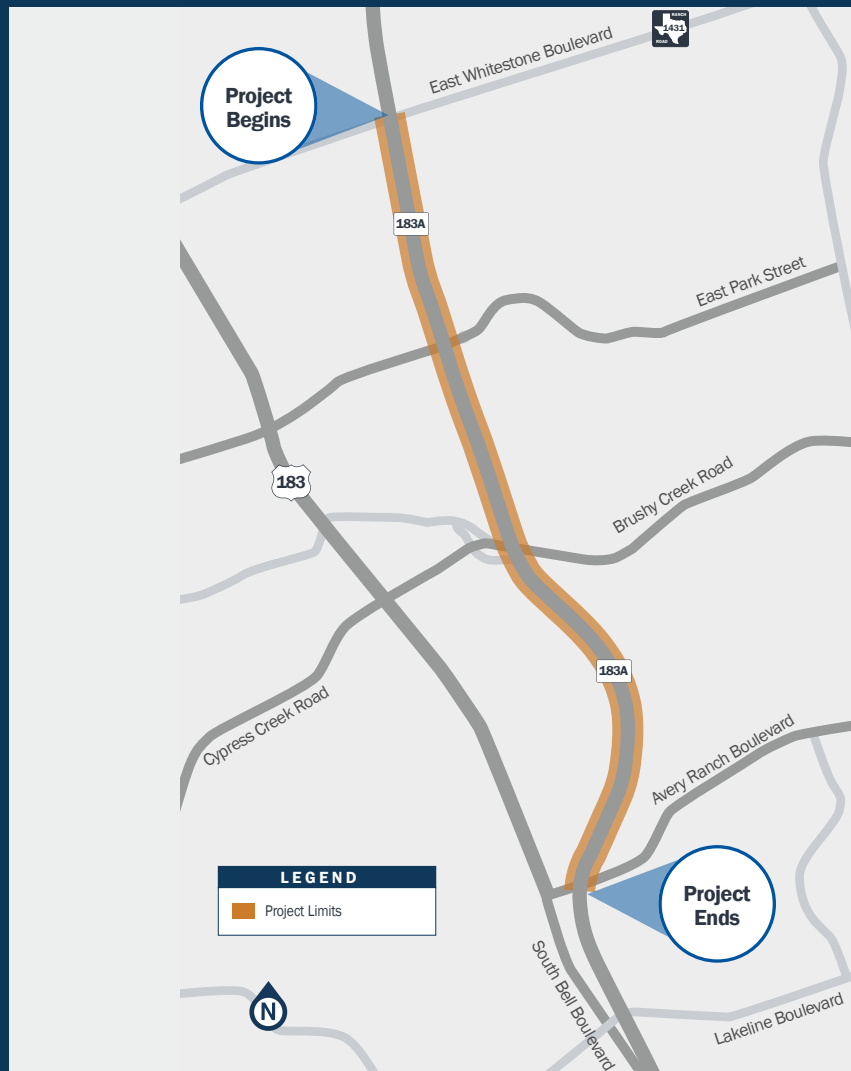 RANCH
1431
ROAD
East Whitestone Boulevard
Project
Begins
183A
East Park Street
183
Brushy Creek Road
183A
Cypress Creek Road
Avery Ranch Boulevard
LEGEND
Project Limits
Project
Ends
South Bell Boulevard
N
Lakeline Boulevard